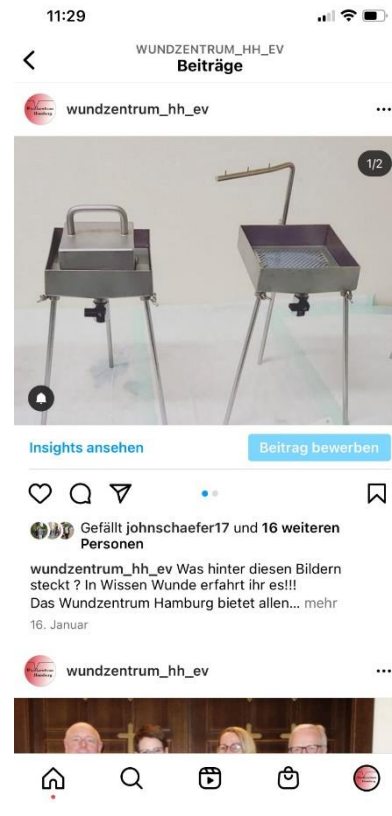 11:29
WUNDZENTRUM_HH_EV
Beiträge
wundzentrum_hh_ev
1/2
Insights ansehen
Beitrag bewerben
Gefällt johnschaefer17 und 16 weiteren
Personen
wundzentrum_hh_ev Was hinter diesen Bildern
steckt ? In Wissen Wunde erfahrt ihr es!!!
Das Wundzentrum Hamburg bietet allen... mehr
16. Januar
wundzentrum_hh_ev